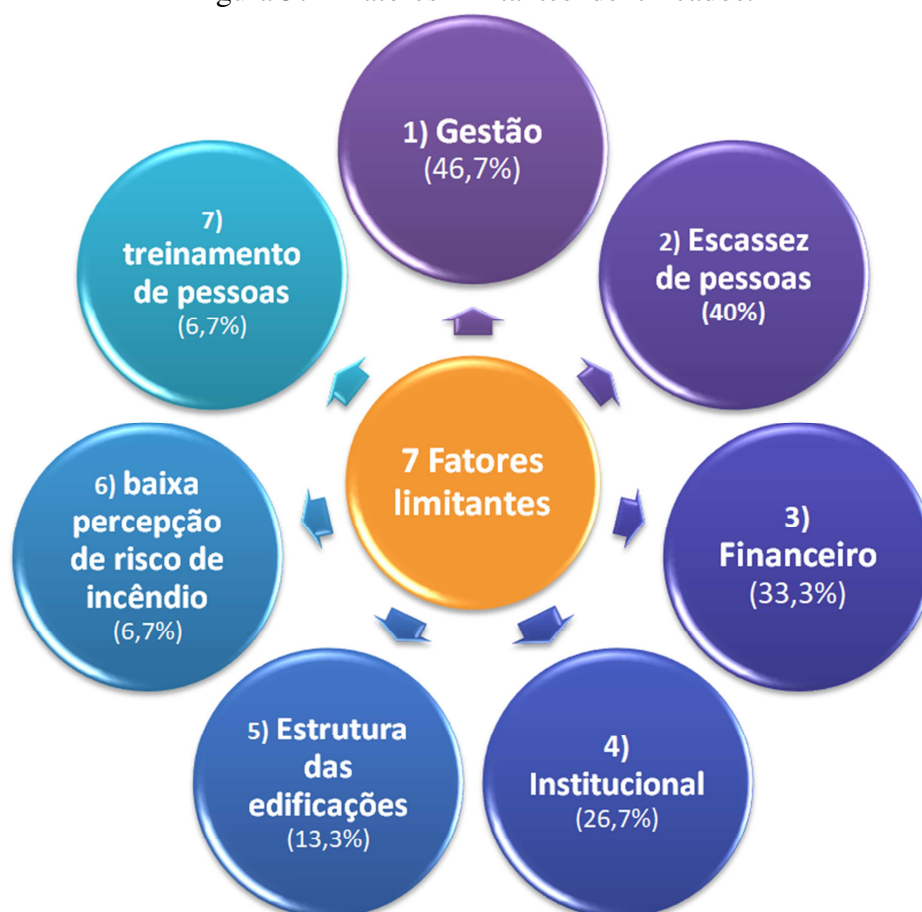 1) Gestão
(46,7%)
2) Escassez
de pessoas
(40%)
3)
Financeiro
(33,3%)
4)
Institucional
(26,7%)
5) Estrutura
das
edificações
(13,3%)
6) baixa
percepção
de risco de
incêndio
(6,7%)
7)
treinamento
de pessoas
(6,7%)
7 Fatores
limitantes